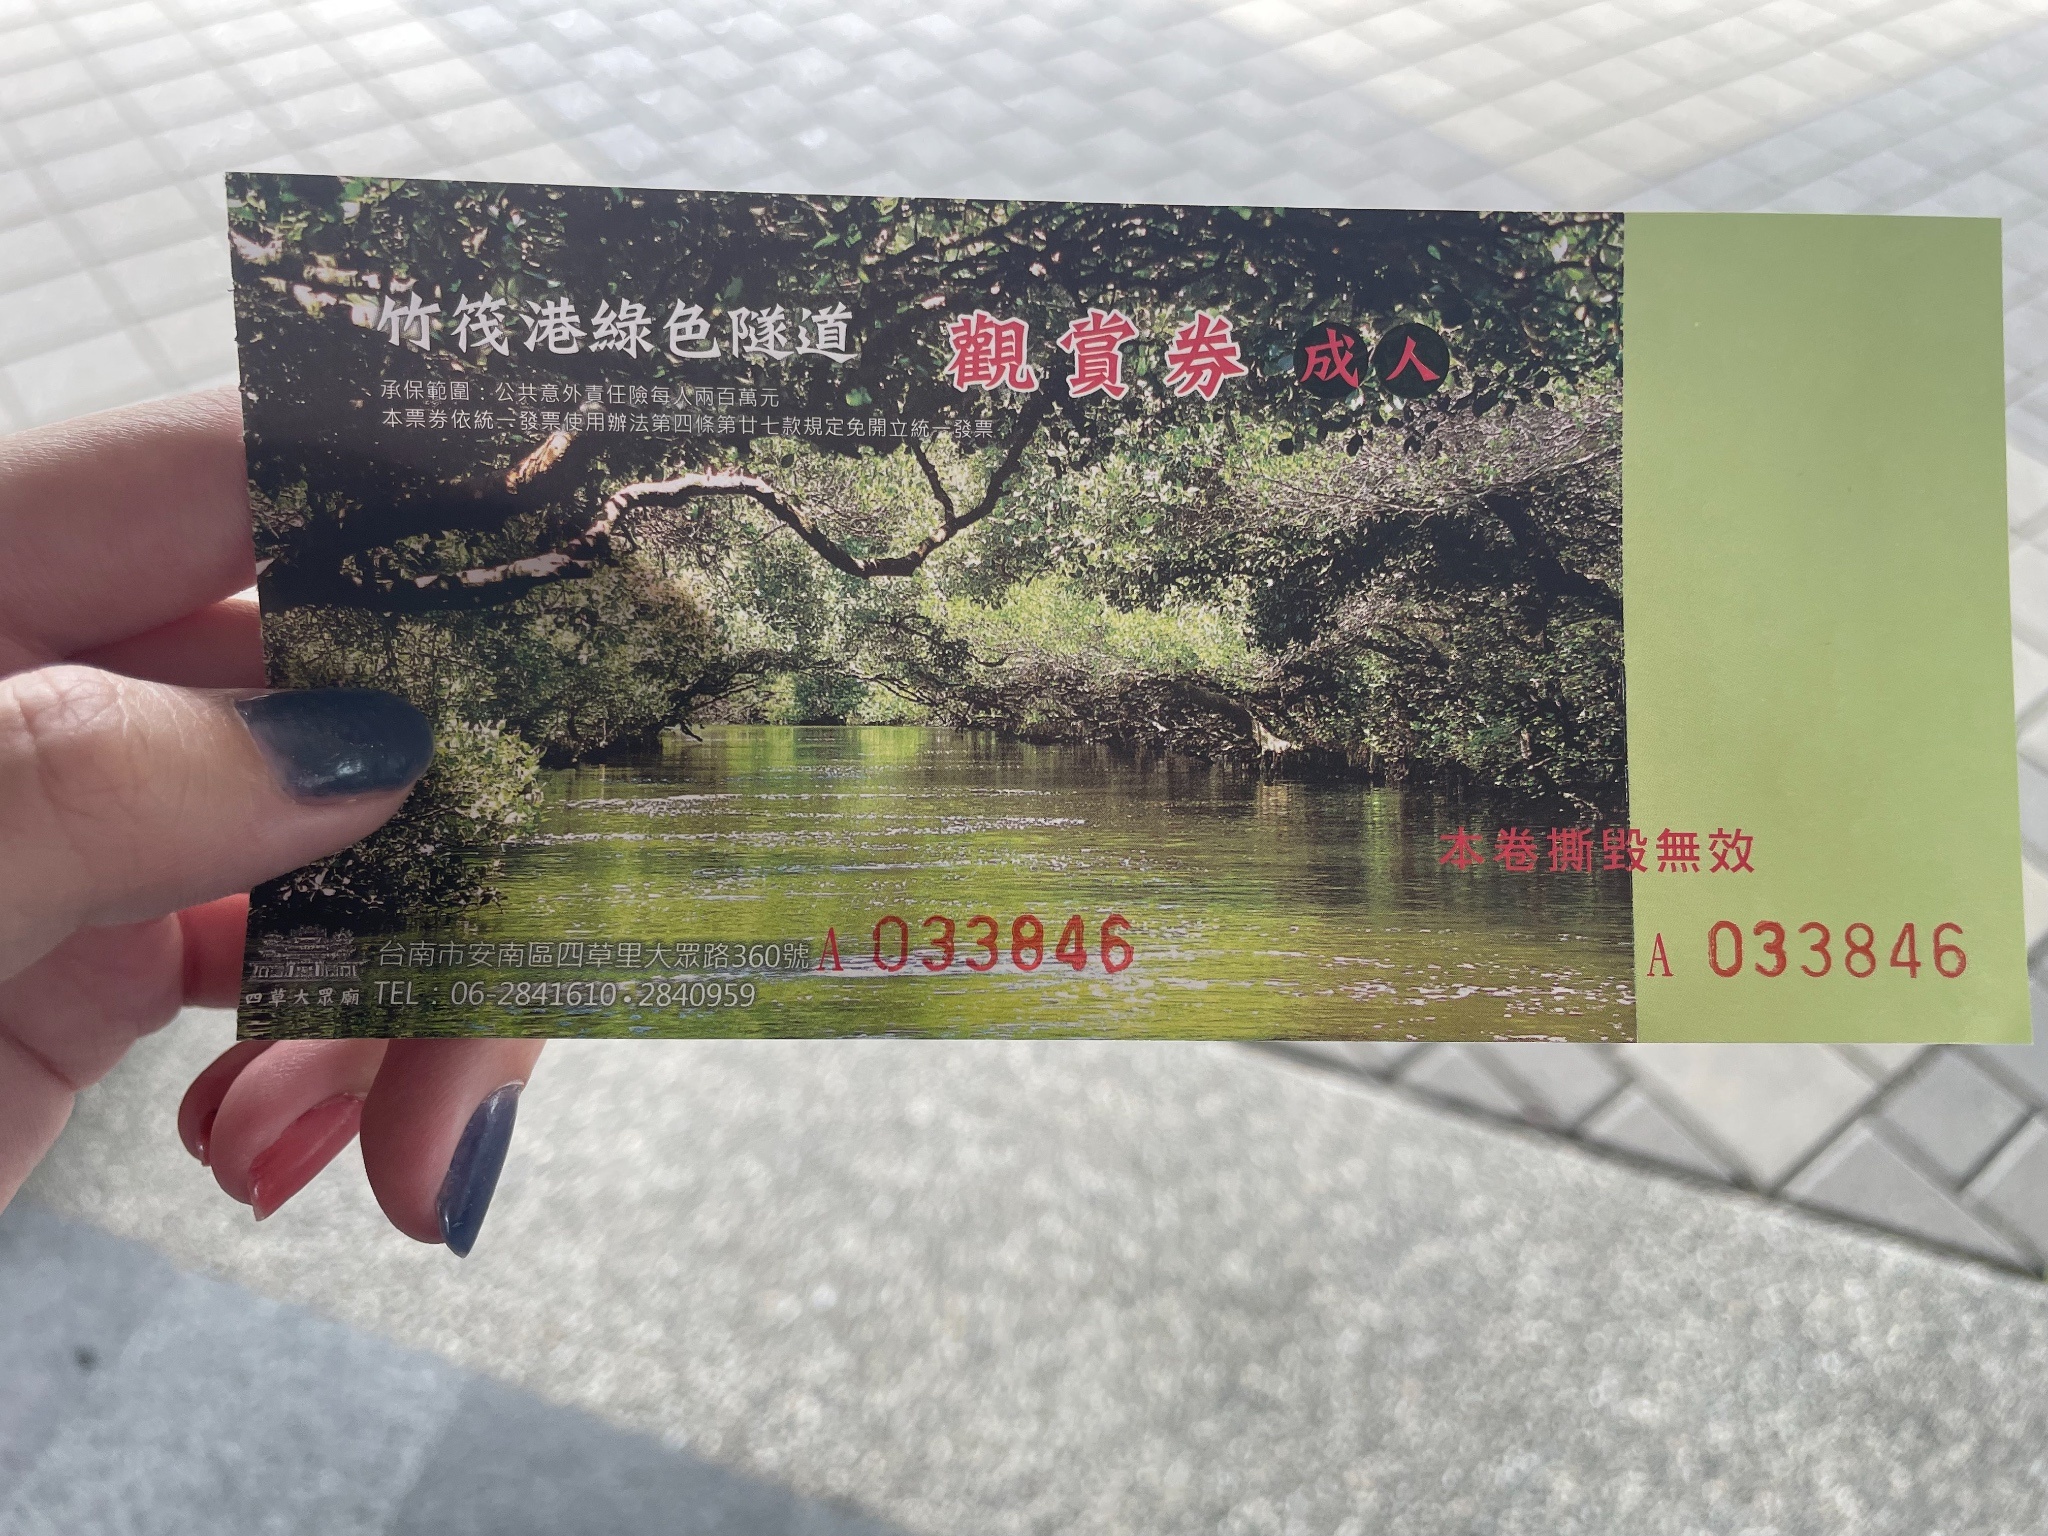 竹筏港綠色隧道 觀賞券 成人
承保範圍：公共意外責任險每人兩百萬元
本票券依統一發票使用辦法第四條第廿七款規定免開立統一發票
本卷撕毀無效
台南市安南區四草里大眾路360號 A 033846
A 033846
四草大眾廟 TEL：06-2841610•2840959